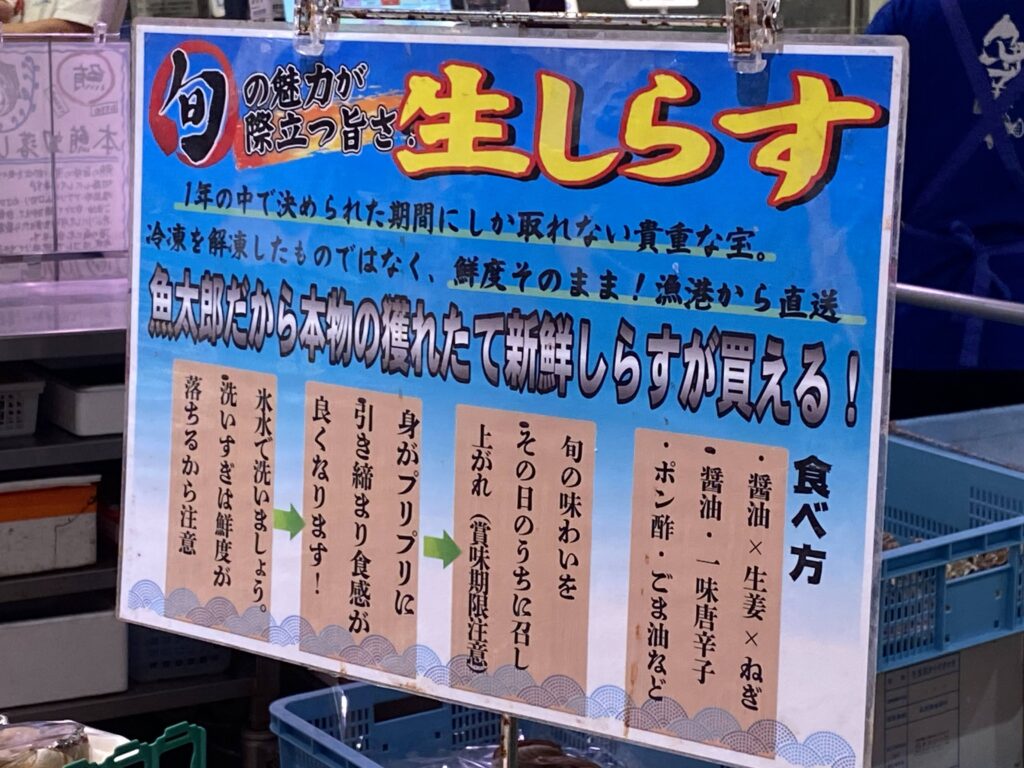 旬
の魅力が
際立つ旨さ!
生しらす
1年の中で決められた期間にしか取れない貴重な宝。
冷凍を解凍したものではなく、鮮度そのまま!漁港から直送
魚太郎だから本物の獲れたて新鮮しらすが買える!
食べ方
・醤油×生姜×ねぎ
・醤油・一味唐辛子
・ポン酢・ごま油など
旬の味わいを
その日のうちに召し
上がれ(賞味期限注意)
身がプリプリに
引き締まり食感が
良くなります!
氷水で洗いましょう。
洗いすぎは鮮度が
落ちるから注意
本鮪切落し